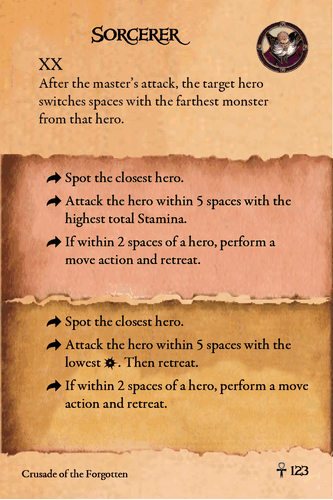 SORCERER
XX
After the master's attack, the target hero
switches spaces with the farthest monster
from that hero.
Spot the closest hero.
Attack the hero within 5 spaces with the
highest total Stamina.
If within 2 spaces of a hero, perform a
move action and retreat.
Spot the closest hero.
Attack the hero within 5 spaces with the
lowest . Then retreat.
If within 2 spaces of a hero, perform a move
action and retreat.
Crusade of the Forgotten
123